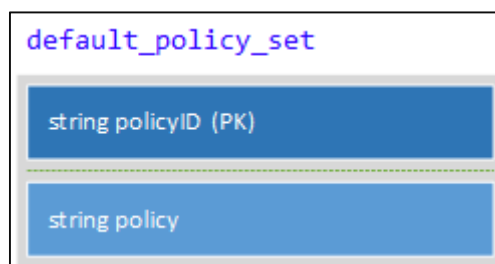 default_policy_set
string policyID (PK)
string policy